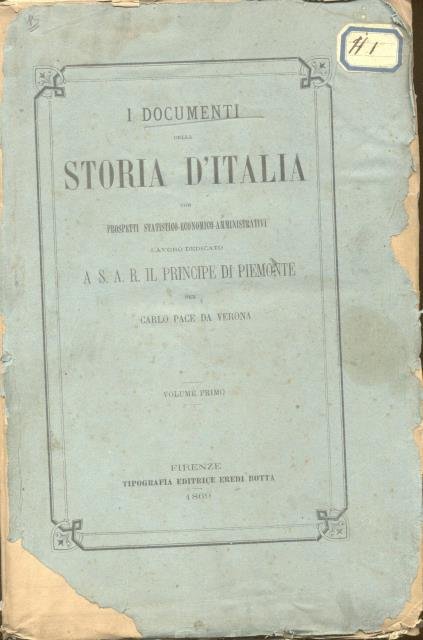 I DOCUMENTI
DELLA
STORIA D'ITALIA
CON
PROSPETTI STATISTICO-ECONOMICO-AMMINISTRATIVI
LAVORO DEDICATO
A S. A. R. IL PRINCIPE DI PIEMONTE
PER
CARLO PACE DA VERONA
VOLUME PRIMO
FIRENZE
TIPOGRAFIA EDITRICE EREDI BOTTA
1869